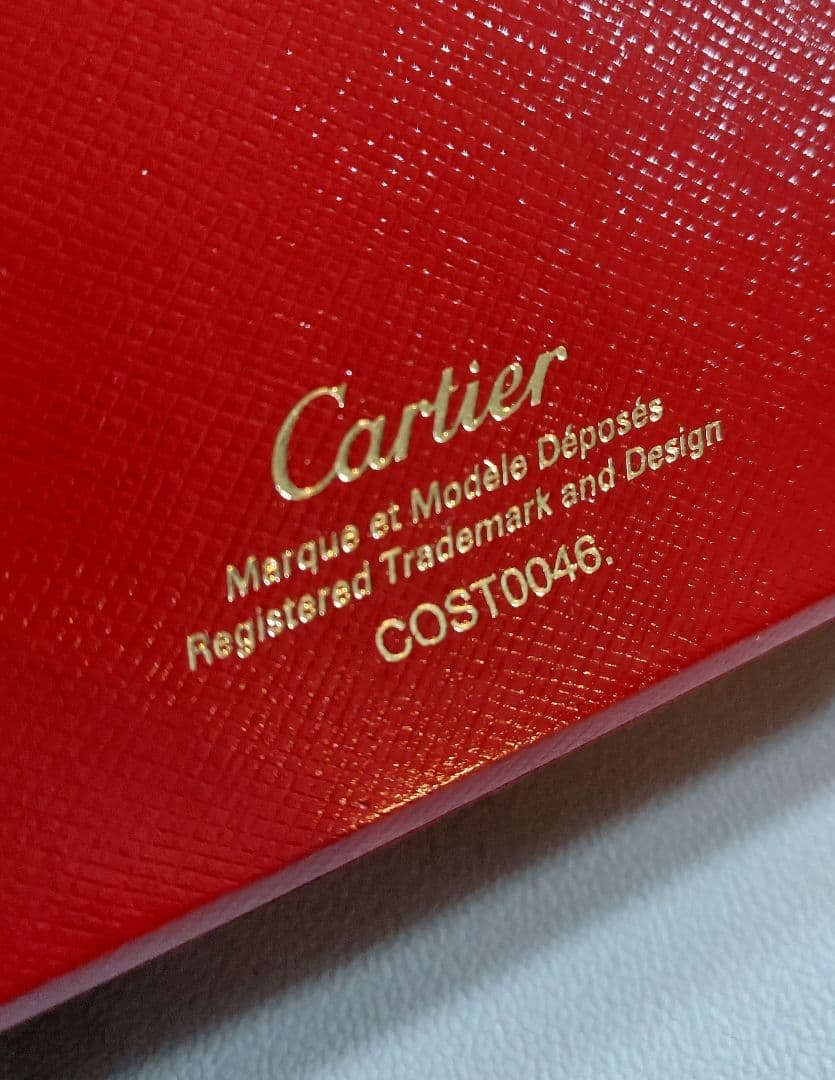 Cartier
Marque et Modèle Déposés
Registered Trademark and Design
COST0046.